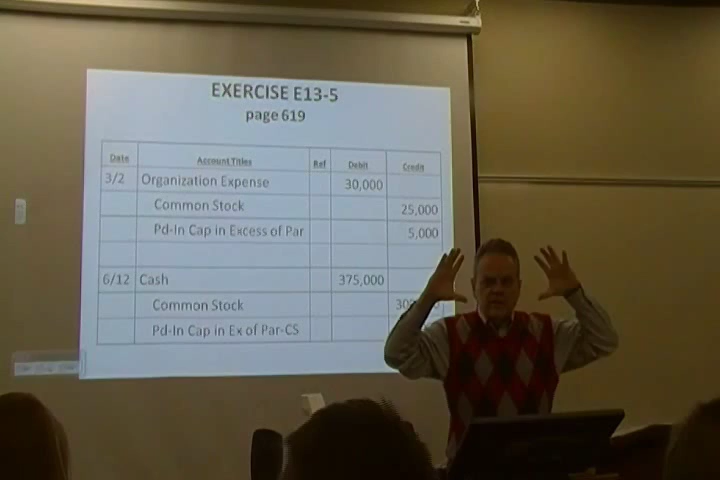 EXERCISE E13-5
page 619
Date Account Titles Ref Debit Credit
3/2 Organization Expense 30,000
Common Stock 25,000
Pd-In Cap in Excess of Par 5,000
6/12 Cash 375,000
Common Stock
Pd-In Cap in Ex of Par-CS